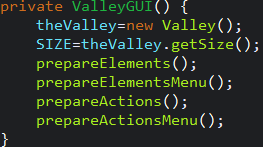 private ValleyGUI() {
theValley=new Valley();
SIZE=theValley.getSize();
prepareElements();
prepareElementsMenu();
prepareActions();
prepareActionsMenu();
}